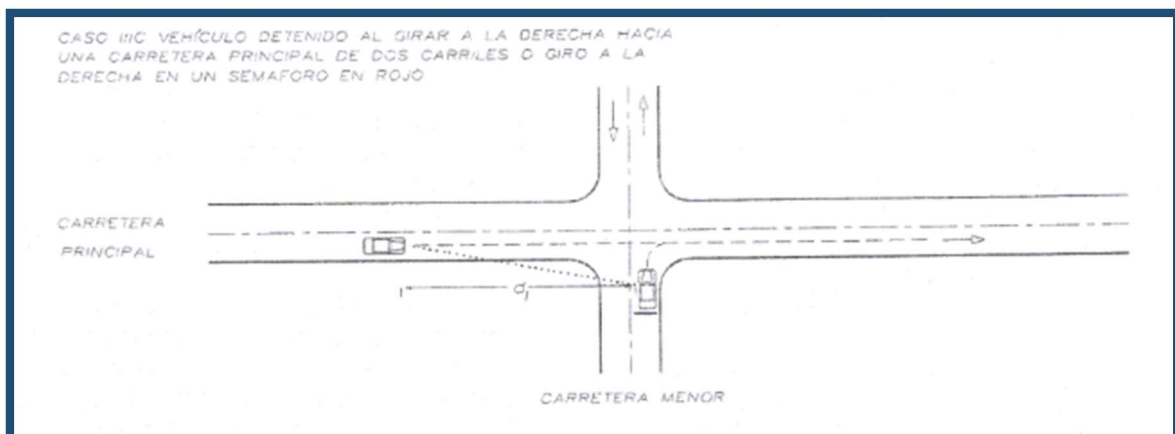 CASO IIIC VEHÍCULO DETENIDO AL GIRAR A LA DERECHA HACIA
UNA CARRETERA PRINCIPAL DE DOS CARRILES O GIRO A LA
DERECHA EN UN SEMAFORO EN ROJO
CARRETERA
PRINCIPAL
d₁
CARRETERA MENOR